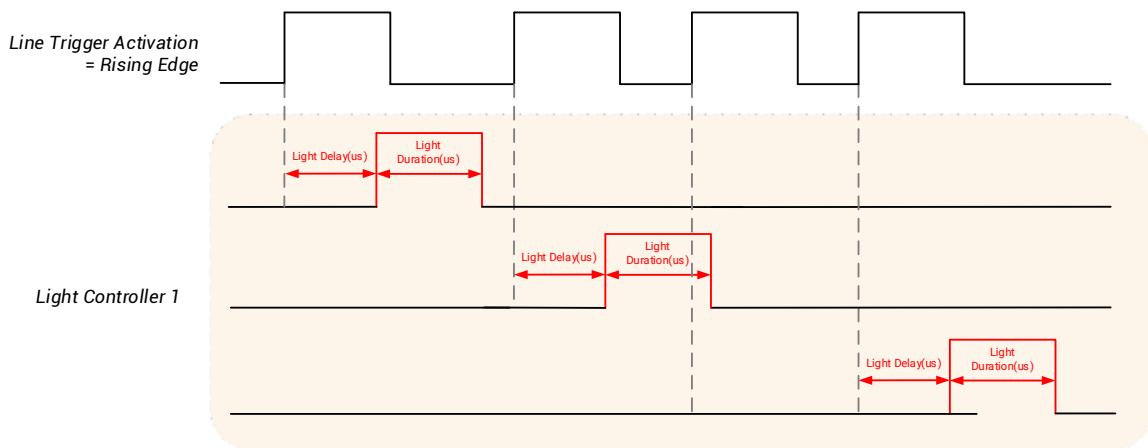 Line Trigger Activation
= Rising Edge
Light Delay(us)
Light
Duration(us)
Light Delay(us)
Light
Duration(us)
Light Controller 1
Light Delay(us)
Light
Duration(us)